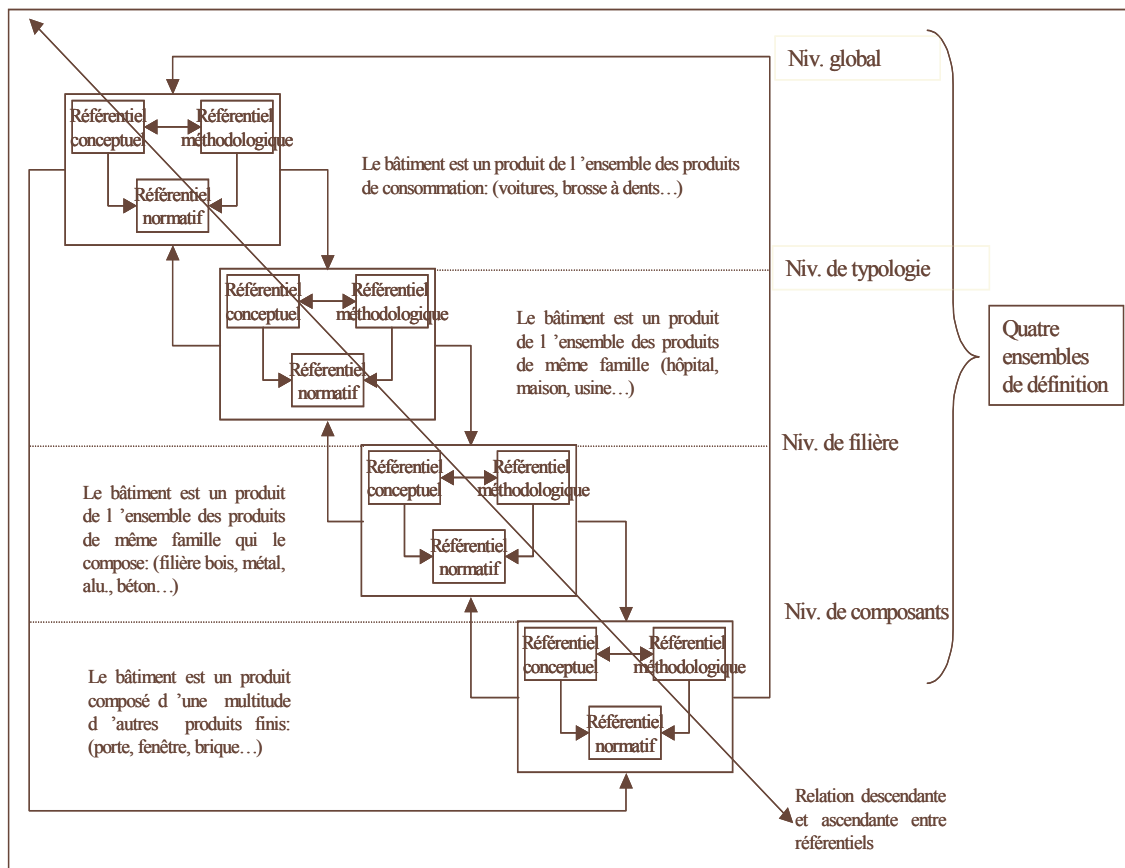 Niv. global
Référentiel
conceptuel
Référentiel
méthodologique
Référentiel
normatif
Le bâtiment est un produit de l ’ensemble des produits
de consommation: (voitures, brosse à dents…)
Niv. de typologie
Référentiel
conceptuel
Référentiel
méthodologique
Référentiel
normatif
Le bâtiment est un produit
de l ’ensemble des produits
de même famille (hôpital,
maison, usine…)
Quatre
ensembles
de définition
Niv. de filière
Référentiel
conceptuel
Référentiel
méthodologique
Référentiel
normatif
Le bâtiment est un produit
de l ’ensemble des produits
de même famille qui le
compose: (filière bois, métal,
alu., béton…)
Niv. de composants
Référentiel
conceptuel
Référentiel
méthodologique
Référentiel
normatif
Le bâtiment est un produit
composé d ’une multitude
d ’autres produits finis:
(porte, fenêtre, brique…)
Relation descendante
et ascendante entre
référentiels